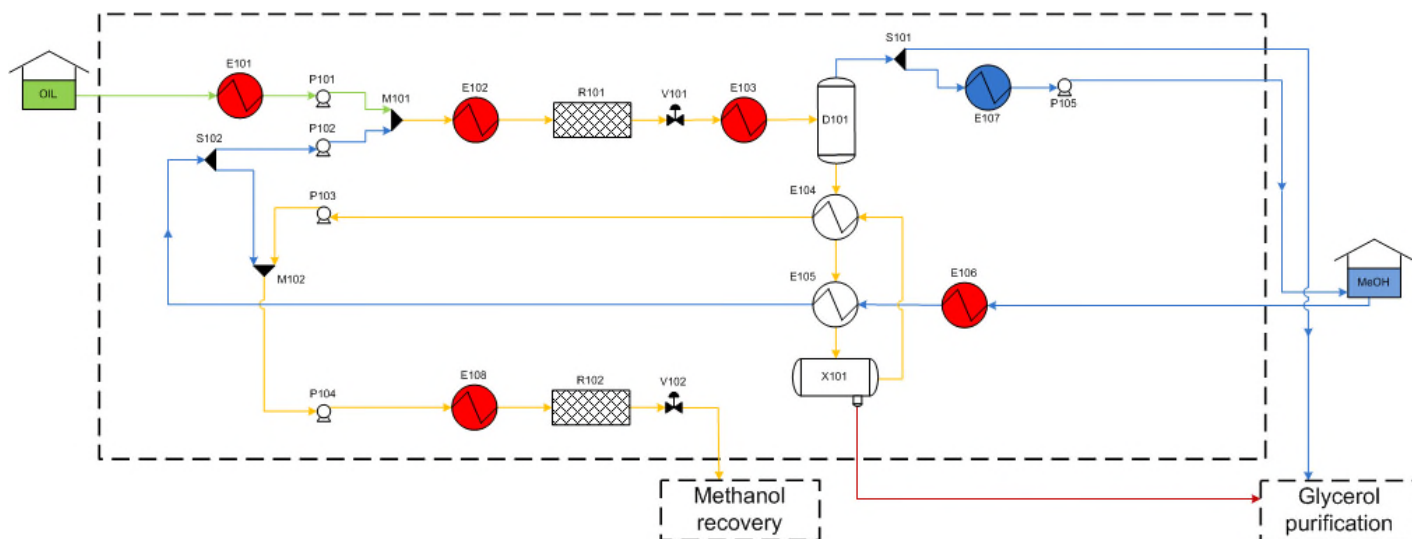 S101
E101
P101
M101
E102
R101
V101
E103
D101
E107
P105
OIL
P102
S102
P103
E104
M102
E105
E106
MeOH
X101
P104
E108
R102
V102
Methanol
recovery
Glycerol
purification